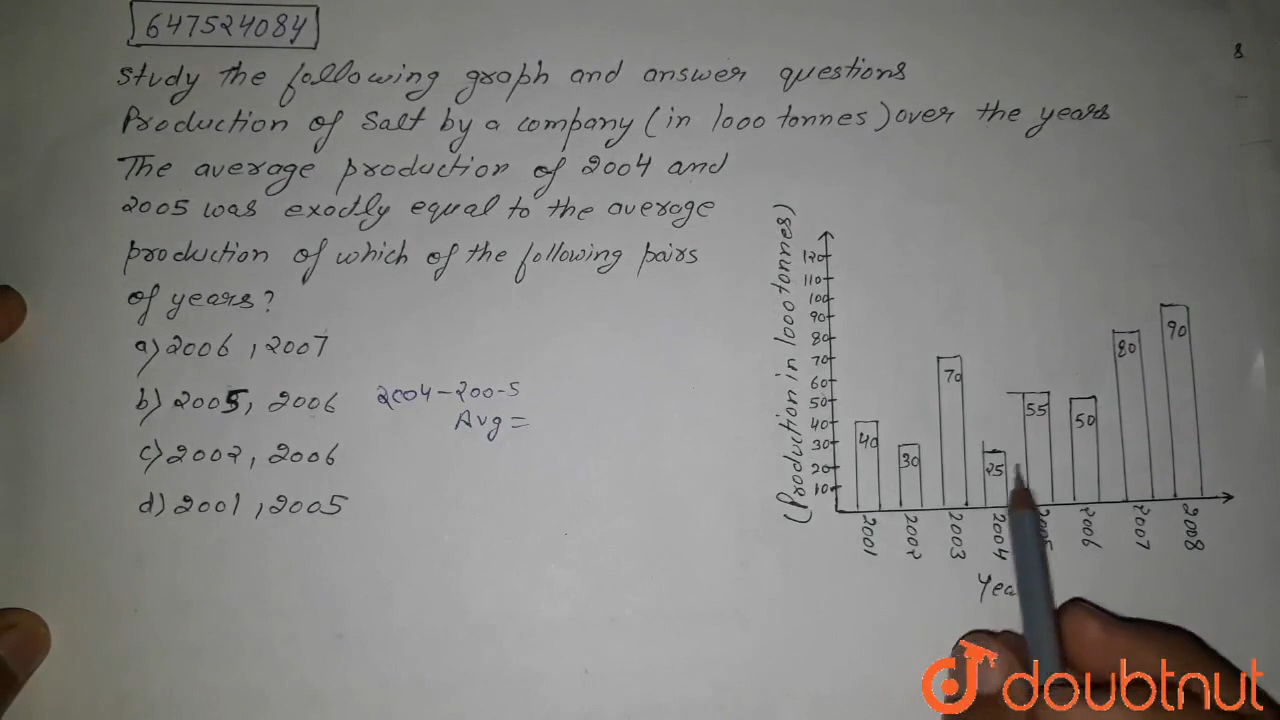 647524084
8
Study the following graph and answer questions
Production of Salt by a company (in 1000 tonnes) over the years
The average production of 2004 and
2005 was exactly equal to the average
production of which of the following pairs
of years?
a) 2006, 2007
b) 2005, 2006
c) 2002, 2006
d) 2001, 2005
2004-200-5
Avg =
(Production in 1000 tonnes)
120
110
100
90
80
70
60
50
40
30
20
10
40
30
70
25
55
50
80
90
2001
2002
2003
2004
2005
2006
2007
2008
doubtnut